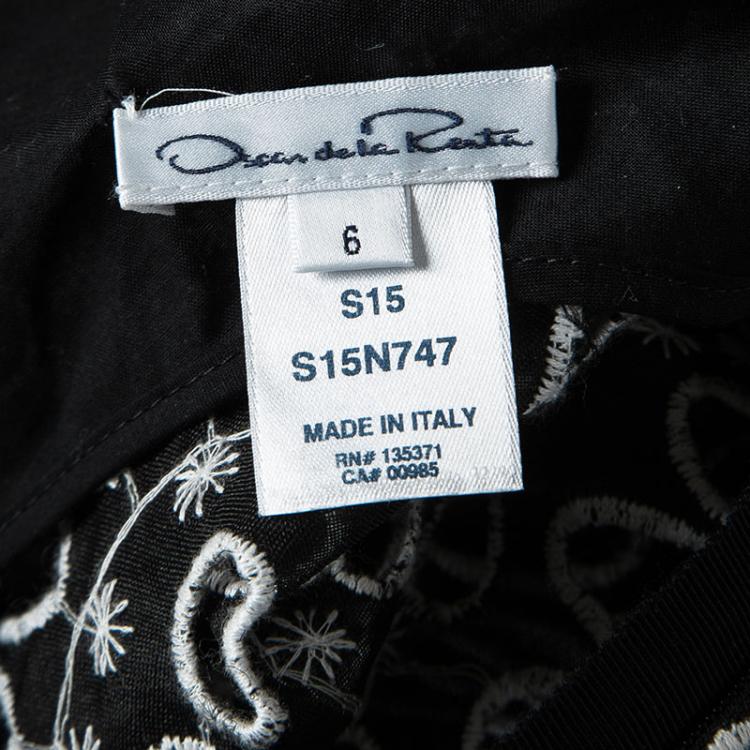 Oscar de la Renta
6
S15
S15N747
MADE IN ITALY
RN# 135371
CA# 00985